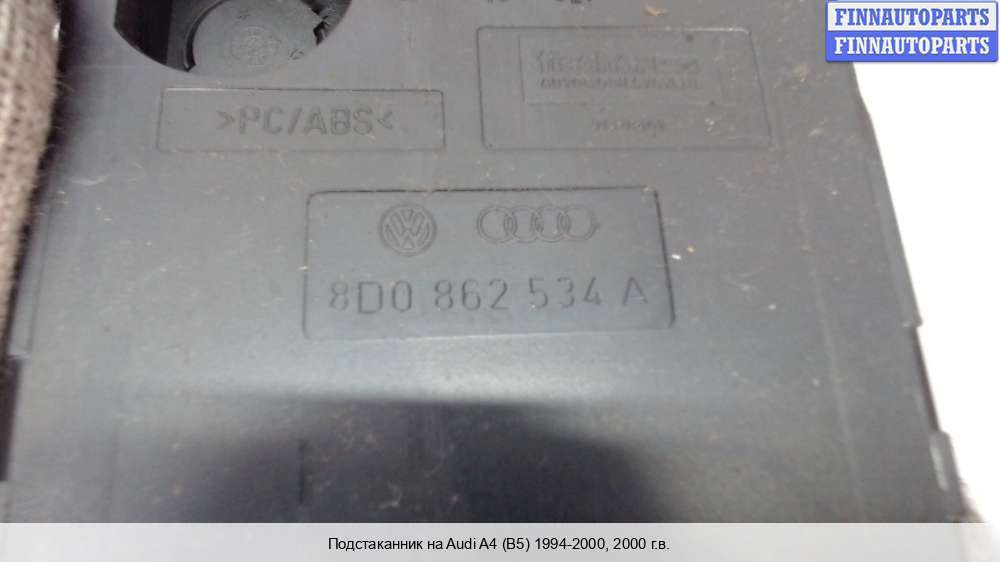 FINNAUTOPARTS
FINNAUTOPARTS
>PC/ABS<
8D0 862 534 A
Подстаканник на Audi A4 (B5) 1994-2000, 2000 г.в.